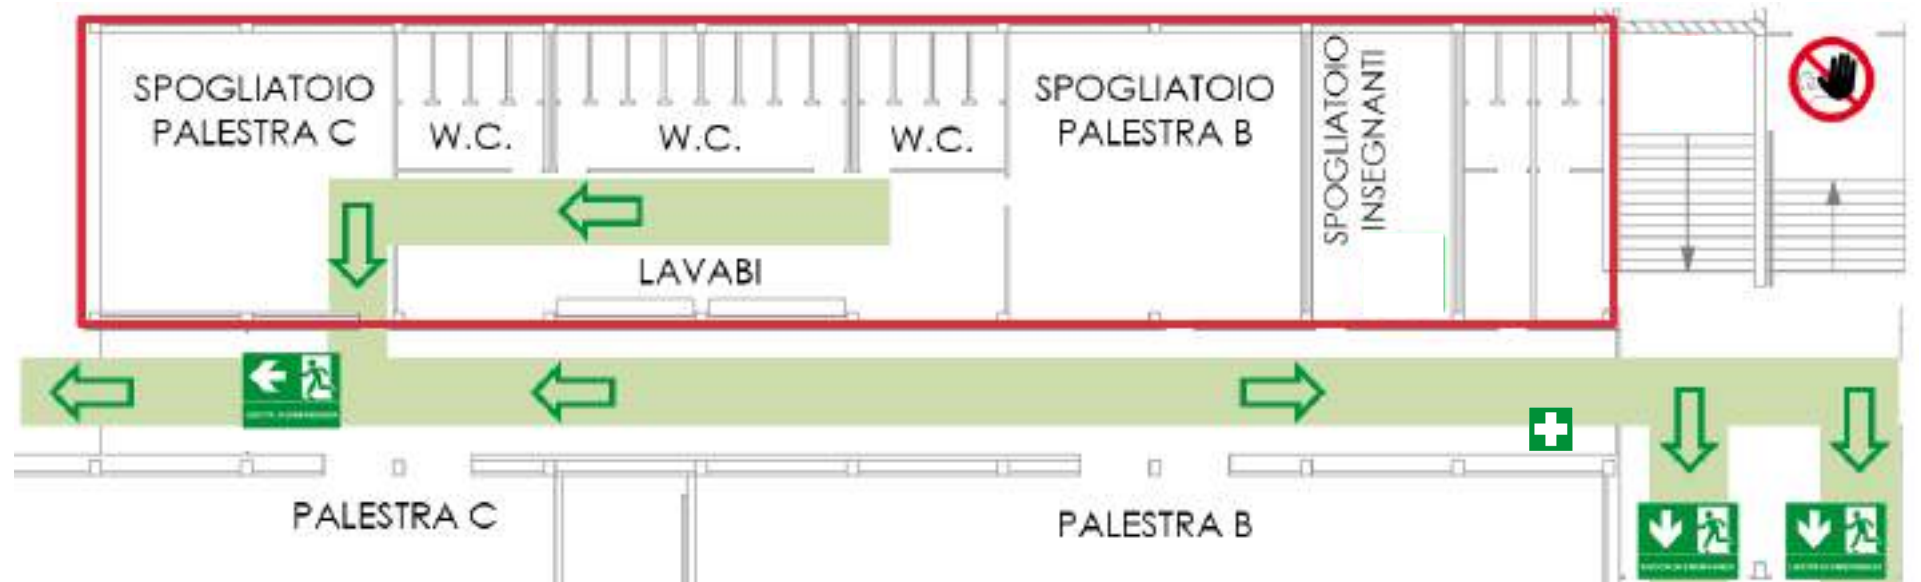 SPOGLIATOIO
PALESTRA C
W.C.
W.C.
W.C.
SPOGLIATOIO
PALESTRA B
SPOGLIATOIO
INSEGNANTI
LAVABI
PALESTRA C
PALESTRA B